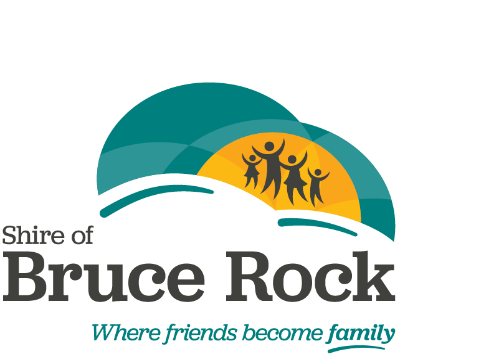 Shire of
Bruce Rock
Where friends become family